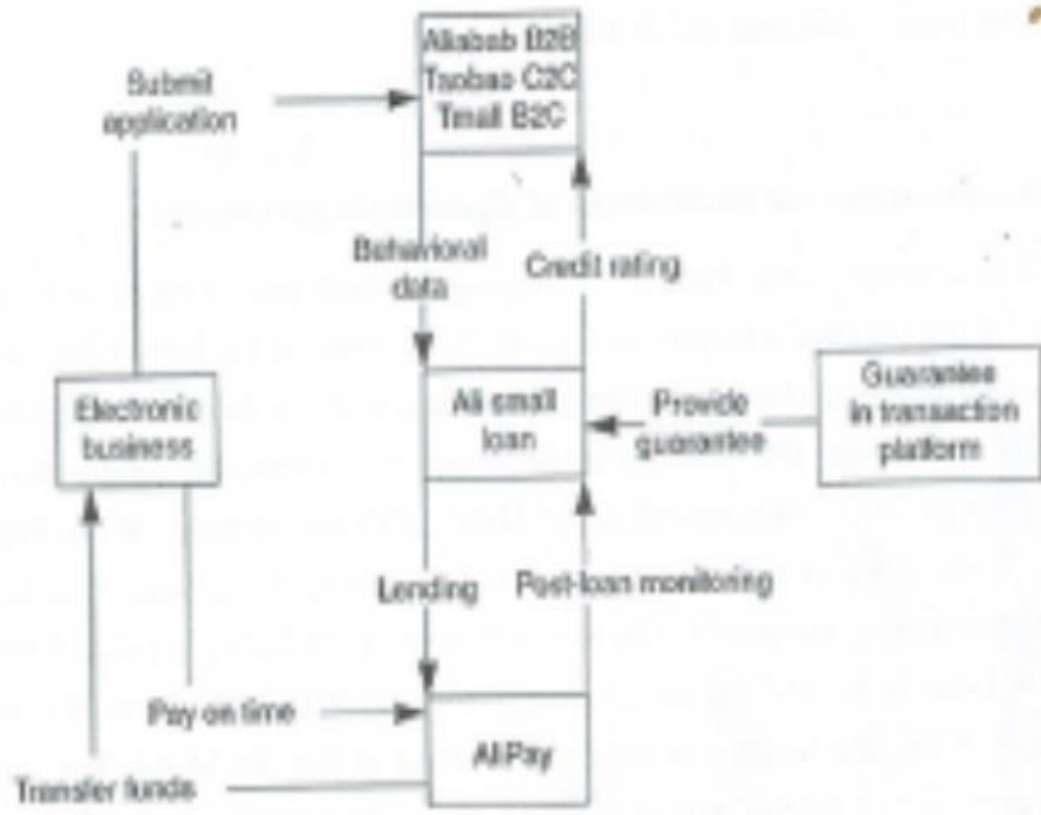 Aliabab B2B
Taobao C2C
Tmall B2C
Submit
application
Behavioral
data
Credit rating
Electronic
business
Ali small
loan
Provide
guarantee
Guarantee
in transaction
platform
Lending
Post-loan monitoring
Pay on time
AliPay
Transfer funds